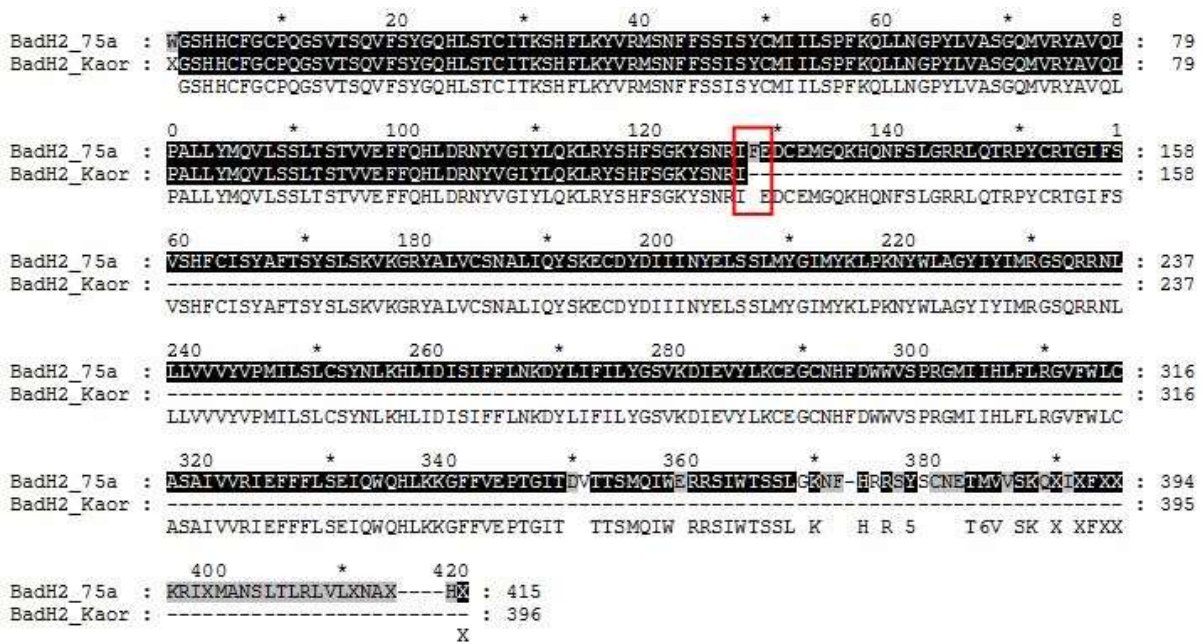 * 20 * 40 * 60 * 8
BadH2_75a : WGSHHCFGCPQGSVTSQVFSYGQHLSTCITKSHFLKYVRMSNFFSSISYCMIILSPFKQLLNGPYLVASGQMVRYAVQL : 79
BadH2_Kaor : XGSHHCFGCPQGSVTSQVFSYGQHLSTCITKSHFLKYVRMSNFFSSISYCMIILSPFKQLLNGPYLVASGQMVRYAVQL : 79
GSHHCFGCPQGSVTSQVFSYGQHLSTCITKSHFLKYVRMSNFFSSISYCMIILSPFKQLLNGPYLVASGQMVRYAVQL
0 * 100 * 120 * 140 * 1
BadH2_75a : PALLYMQVLSSLTSTVVEFFQHLDRNYVGIYLQKLRYSHFSGKYSNRIFEDCEMGQKHQNFSLGRRLQTRPYCRTGIFS : 158
BadH2_Kaor : PALLYMQVLSSLTSTVVEFFQHLDRNYVGIYLQKLRYSHFSGKYSNRI------------------------------- : 158
PALLYMQVLSSLTSTVVEFFQHLDRNYVGIYLQKLRYSHFSGKYSNRI EDCEMGQKHQNFSLGRRLQTRPYCRTGIFS
60 * 180 * 200 * 220 *
BadH2_75a : VSHFCISYAFTSYSLSKVKGRYALVCSNALIQYSKECDYDIIINYELSSLMYGIMYKLPKNYWLAGYIYIMRGSQRRNL : 237
BadH2_Kaor : ------------------------------------------------------------------------------- : 237
VSHFCISYAFTSYSLSKVKGRYALVCSNALIQYSKECDYDIIINYELSSLMYGIMYKLPKNYWLAGYIYIMRGSQRRNL
240 * 260 * 280 * 300 *
BadH2_75a : LLVVVYVPMILSLCSYNLKHLIDISIFFLNKDYLIFILYGSVKDIEVYLKCEGCNHFDWWVSPRGMIIHLFLRGVFWLC : 316
BadH2_Kaor : ------------------------------------------------------------------------------- : 316
LLVVVYVPMILSLCSYNLKHLIDISIFFLNKDYLIFILYGSVKDIEVYLKCEGCNHFDWWVSPRGMIIHLFLRGVFWLC
320 * 340 * 360 * 380 *
BadH2_75a : ASAIVVRIEFFFLSEIQWQHLKKGFFVEPTGITDVTTSMQIWERRSIWTSSLGKNF-HRRSYSCNETMVVSKQXIXFXX : 394
BadH2_Kaor : ------------------------------------------------------------------------------- : 395
ASAIVVRIEFFFLSEIQWQHLKKGFFVEPTGIT TTSMQIW RRSIWTSSL K H R S T6V SK X XFXX
400 * 420
BadH2_75a : KRIXMANSLTLRLVLXNAX----HX : 415
BadH2_Kaor : ------------------------- : 396
X